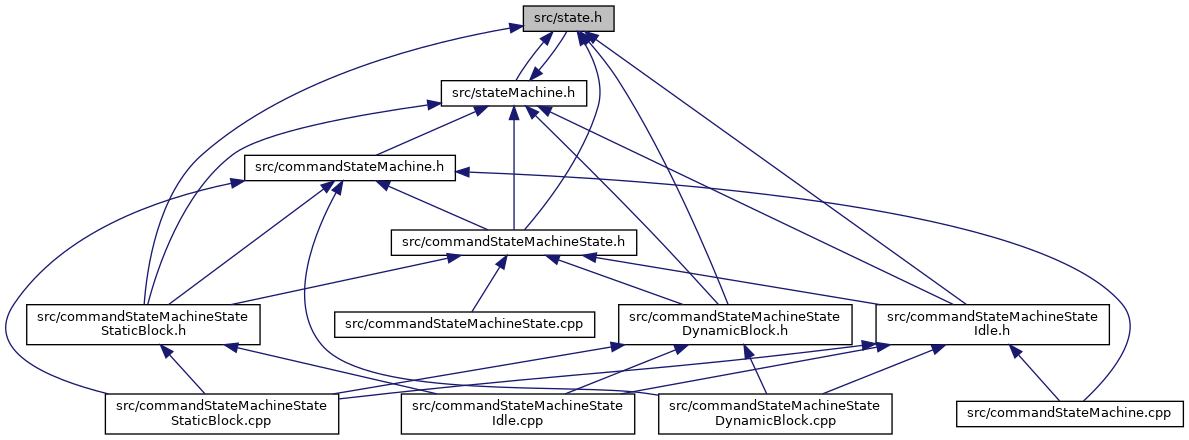 src/state.h
src/stateMachine.h
src/commandStateMachine.h
src/commandStateMachineState.h
src/commandStateMachineState
StaticBlock.h
src/commandStateMachineState.cpp
src/commandStateMachineState
DynamicBlock.h
src/commandStateMachineState
Idle.h
src/commandStateMachineState
StaticBlock.cpp
src/commandStateMachineState
Idle.cpp
src/commandStateMachineState
DynamicBlock.cpp
src/commandStateMachine.cpp